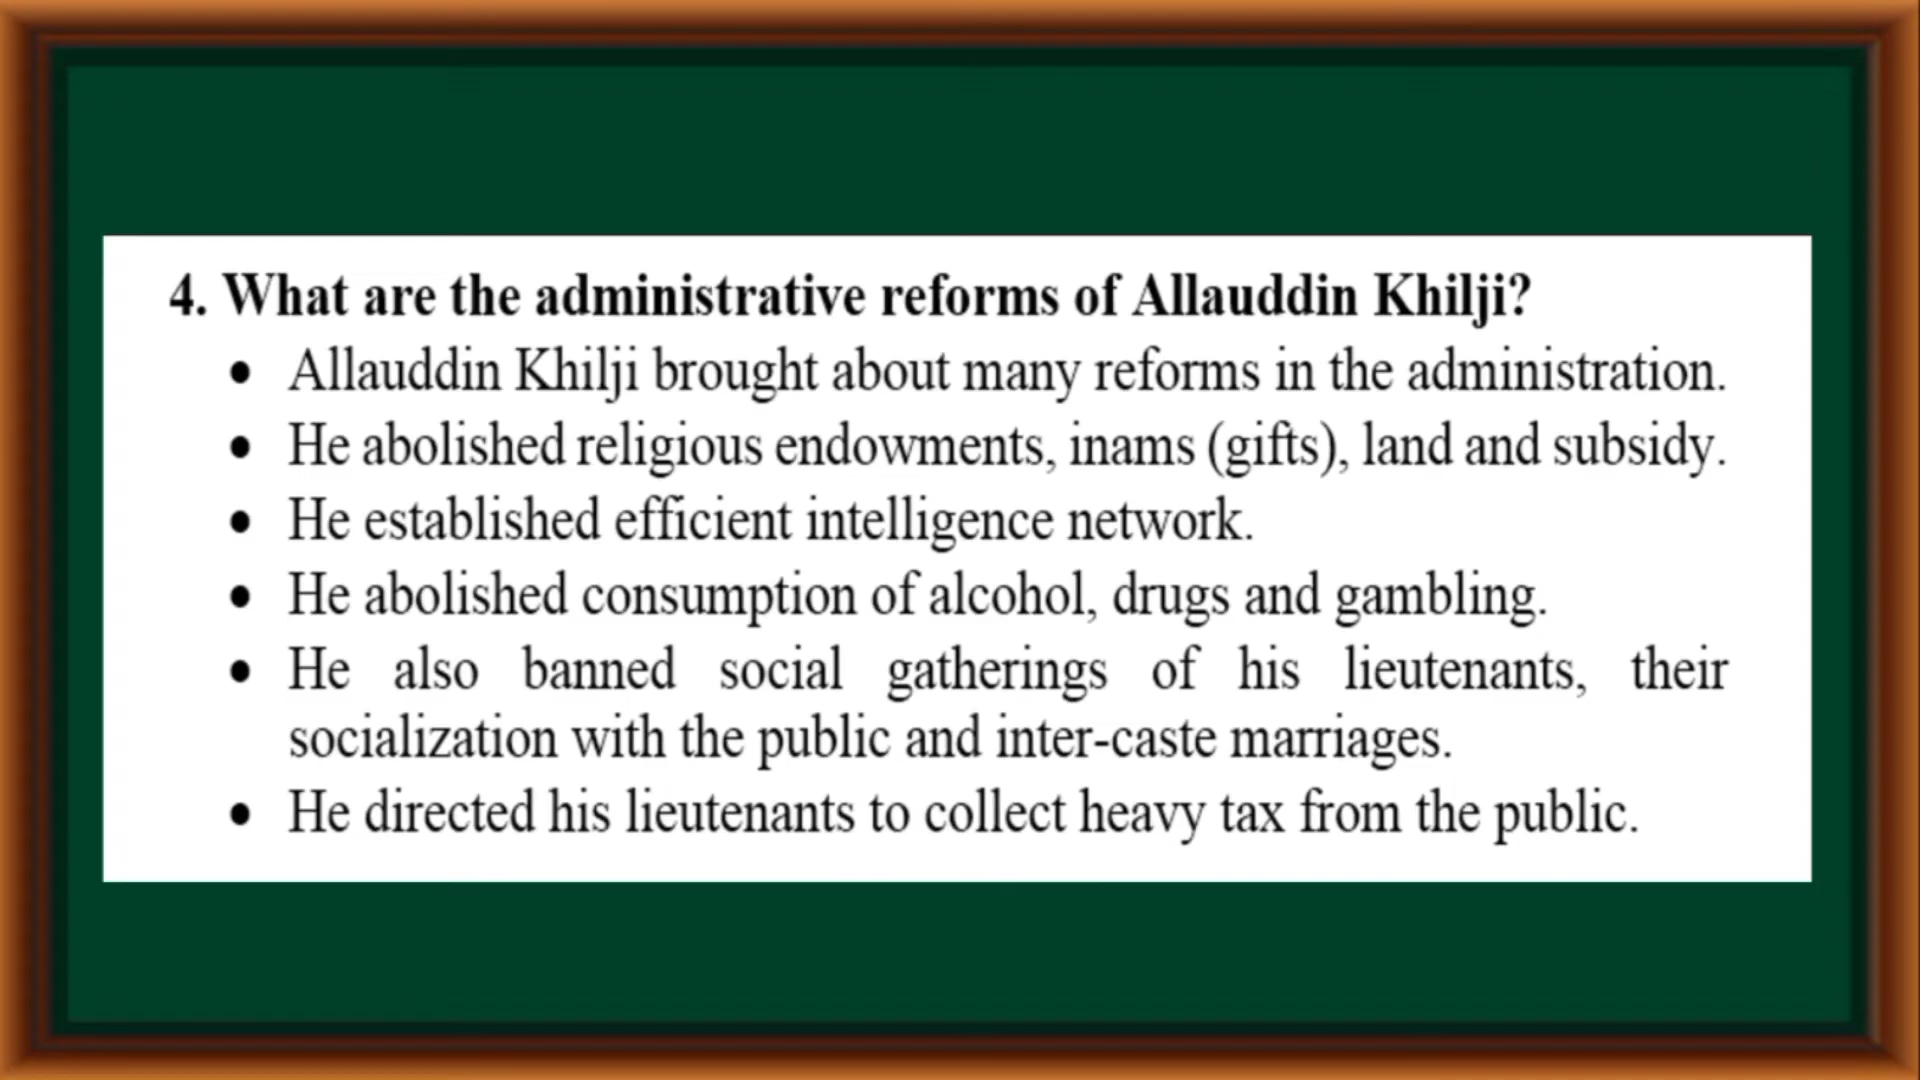 4. What are the administrative reforms of Allauddin Khilji?
● Allauddin Khilji brought about many reforms in the administration.
● He abolished religious endowments, inams (gifts), land and subsidy.
● He established efficient intelligence network.
● He abolished consumption of alcohol, drugs and gambling.
● He also banned social gatherings of his lieutenants, their
socialization with the public and inter-caste marriages.
● He directed his lieutenants to collect heavy tax from the public.